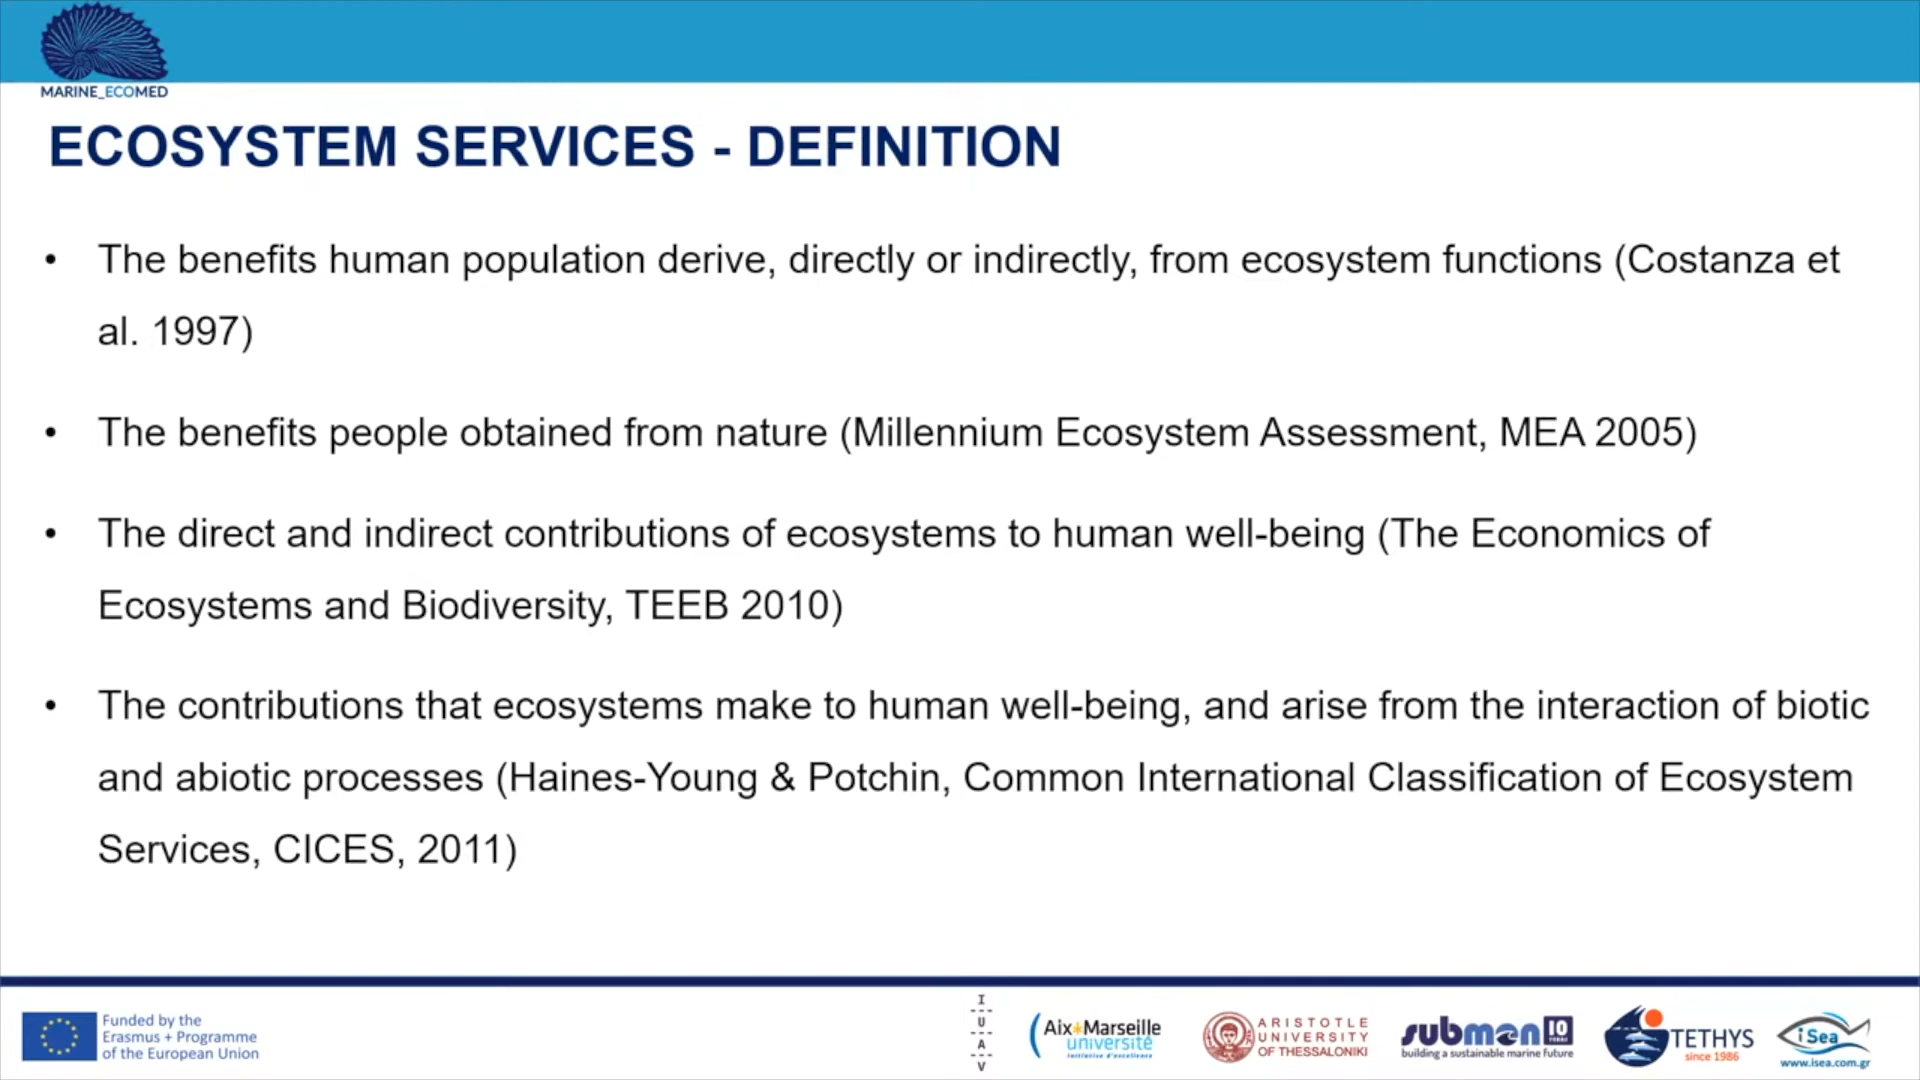 MARINE_ECOMED
ECOSYSTEM SERVICES - DEFINITION
• The benefits human population derive, directly or indirectly, from ecosystem functions (Costanza et
al. 1997)
• The benefits people obtained from nature (Millennium Ecosystem Assessment, MEA 2005)
• The direct and indirect contributions of ecosystems to human well-being (The Economics of
Ecosystems and Biodiversity, TEEB 2010)
• The contributions that ecosystems make to human well-being, and arise from the interaction of biotic
and abiotic processes (Haines-Young & Potchin, Common International Classification of Ecosystem
Services, CICES, 2011)
Funded by the
Erasmus + Programme
of the European Union
I
U
A
V
Aix*Marseille
université
initiative d'excellence
ARISTOTLE
UNIVERSITY
OF THESSALONIKI
submon 10
building a sustainable marine future
TETHYS
since 1986
iSea
www.isea.com.gr